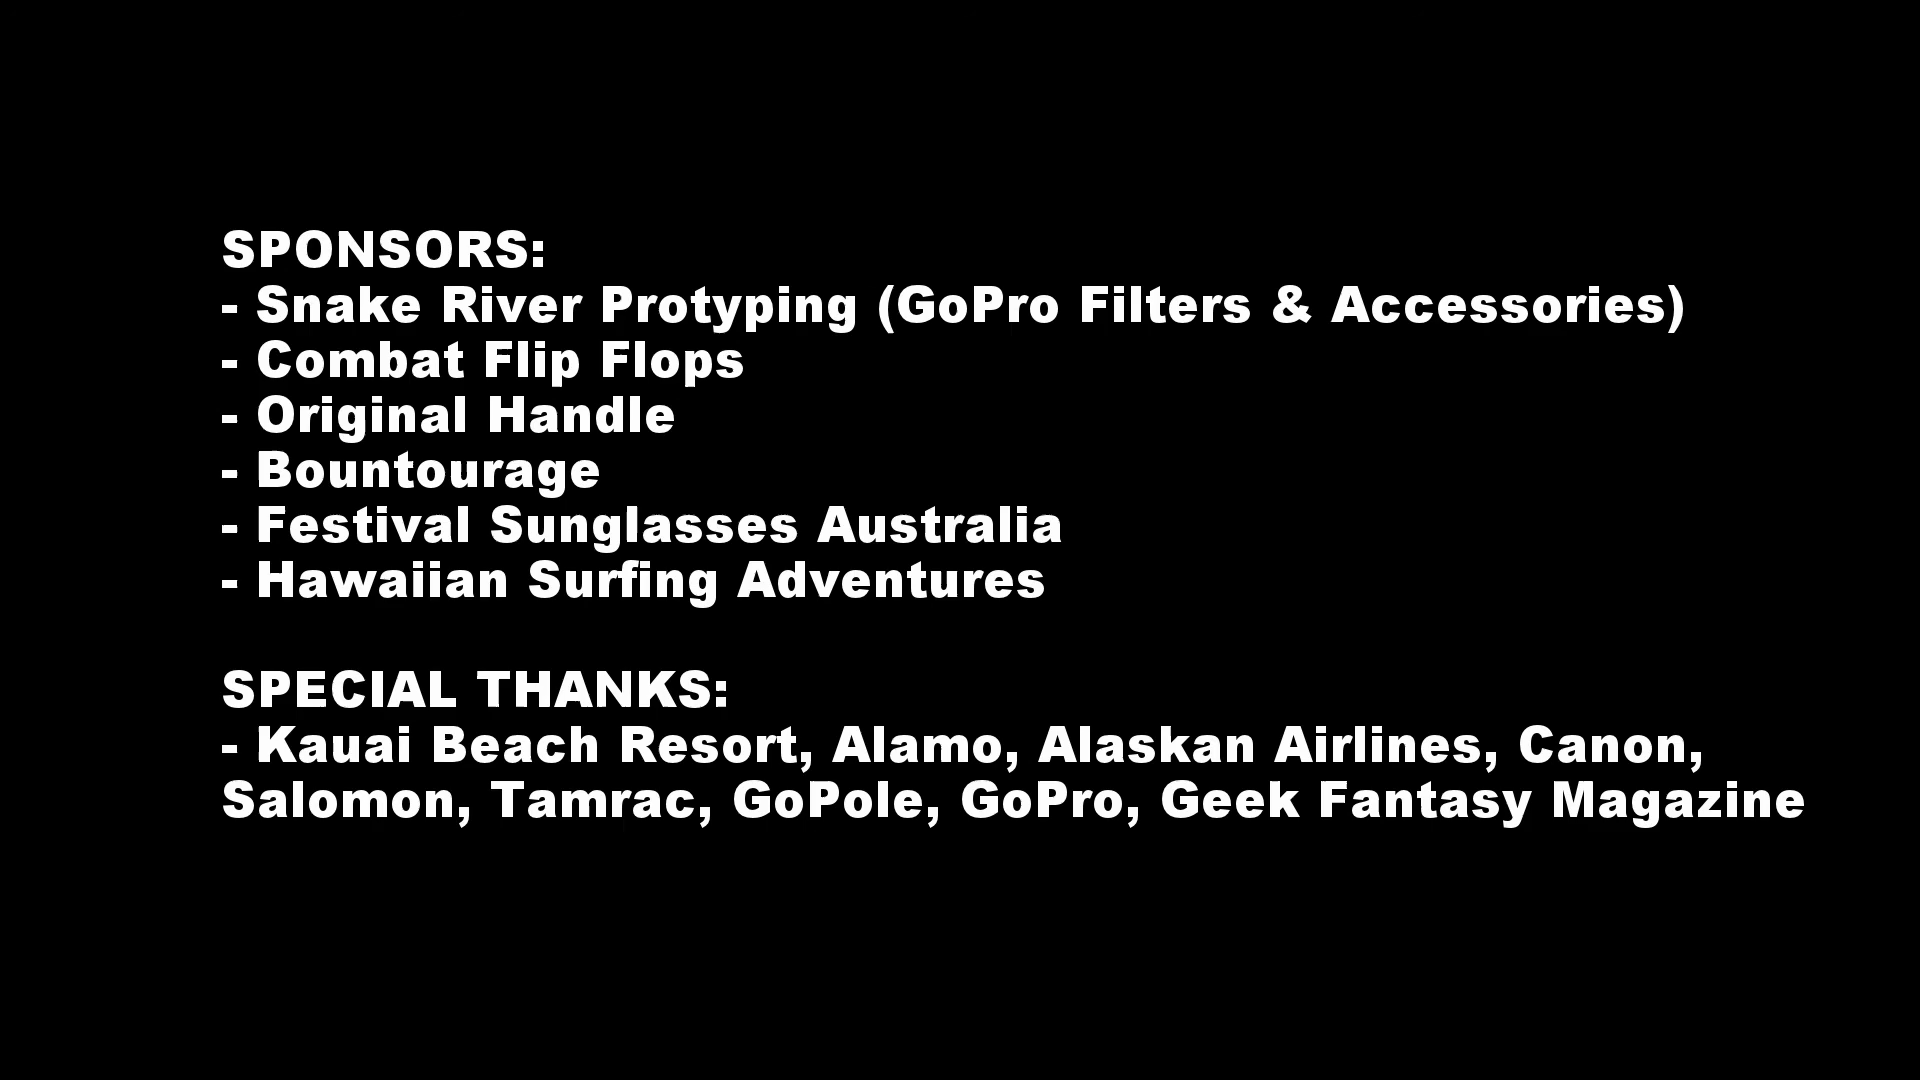 SPONSORS:
- Snake River Protyping (GoPro Filters & Accessories)
- Combat Flip Flops
- Original Handle
- Bountourage
- Festival Sunglasses Australia
- Hawaiian Surfing Adventures
SPECIAL THANKS:
- Kauai Beach Resort, Alamo, Alaskan Airlines, Canon,
Salomon, Tamrac, GoPole, GoPro, Geek Fantasy Magazine